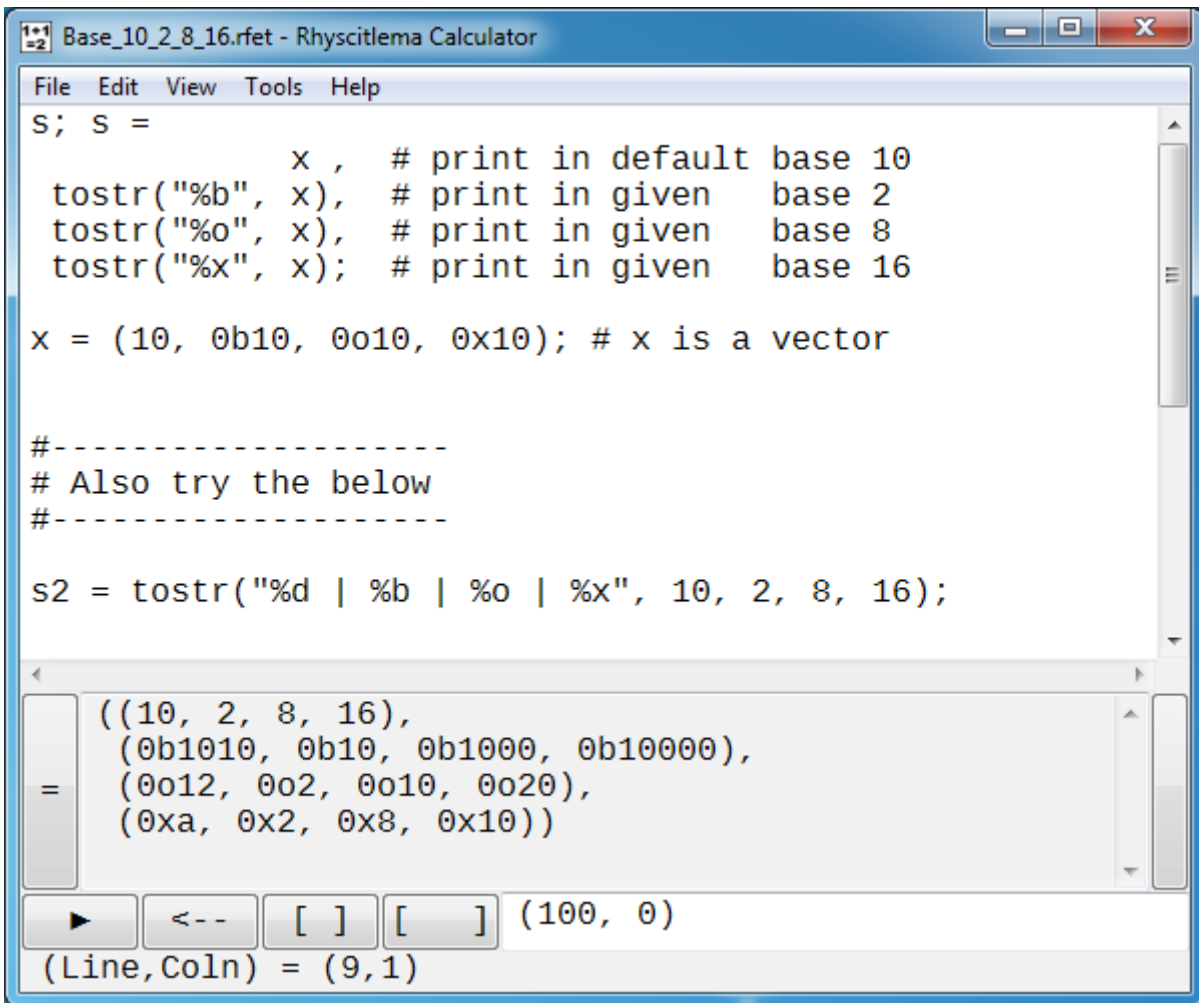 1+1
=2
Base_10_2_8_16.rfet - Rhyscitlema Calculator
File Edit View Tools Help
s; s =
x , # print in default base 10
tostr("%b", x), # print in given base 2
tostr("%o", x), # print in given base 8
tostr("%x", x); # print in given base 16
x = (10, 0b10, 0o10, 0x10); # x is a vector
#--------------------
# Also try the below
#--------------------
s2 = tostr("%d | %b | %o | %x", 10, 2, 8, 16);
((10, 2, 8, 16),
(0b1010, 0b10, 0b1000, 0b10000),
= (0o12, 0o2, 0o10, 0o20),
(0xa, 0x2, 0x8, 0x10))
<-- [ ] [ ] (100, 0)
(Line,Coln) = (9,1)